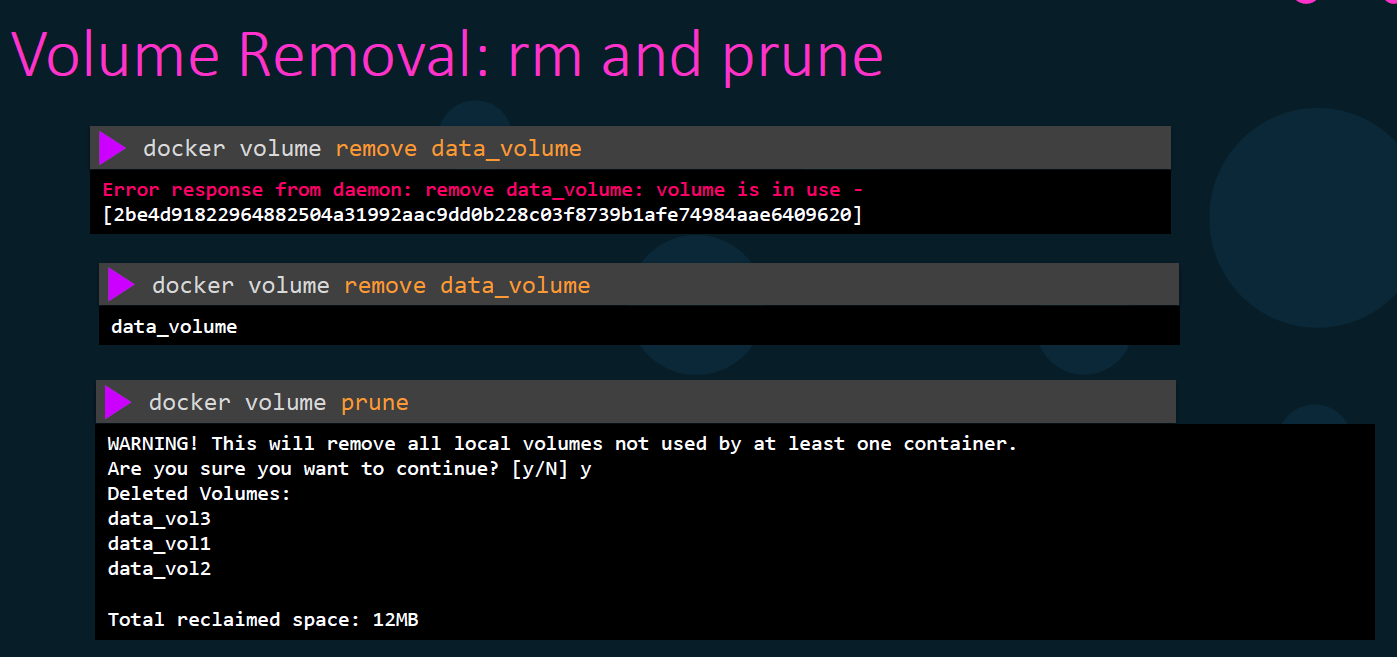 Volume Removal: rm and prune
docker volume remove data_volume
Error response from daemon: remove data_volume: volume is in use -
[2be4d91822964882504a31992aac9dd0b228c03f8739b1afe74984aae6409620]
docker volume remove data_volume
data_volume
docker volume prune
WARNING! This will remove all local volumes not used by at least one container.
Are you sure you want to continue? [y/N] y
Deleted Volumes:
data_vol3
data_vol1
data_vol2
Total reclaimed space: 12MB